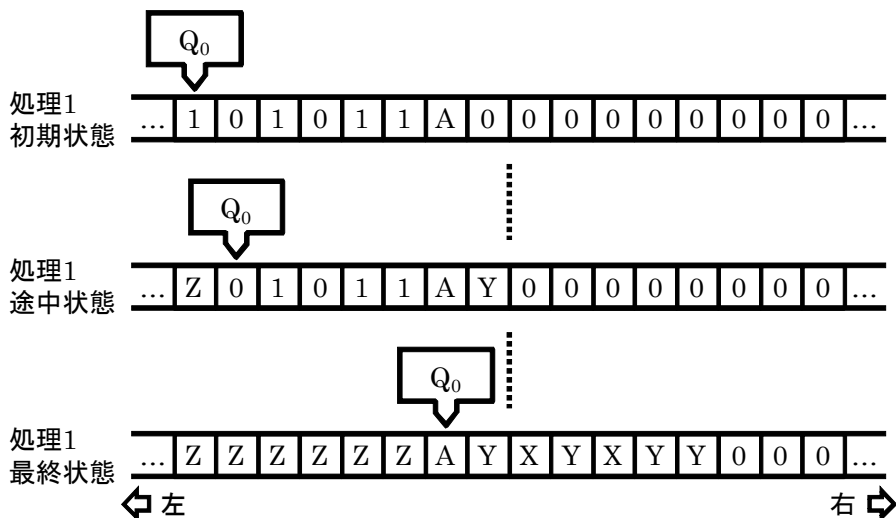 Q₀
処理1
初期状態
... 1 0 1 0 1 1 A 0 0 0 0 0 0 0 0 0 ...
Q₀
処理1
途中状態
... Z 0 1 0 1 1 A Y 0 0 0 0 0 0 0 0 ...
Q₀
処理1
最終状態
... Z Z Z Z Z Z A Y X Y X Y Y 0 0 0 ...
左 右